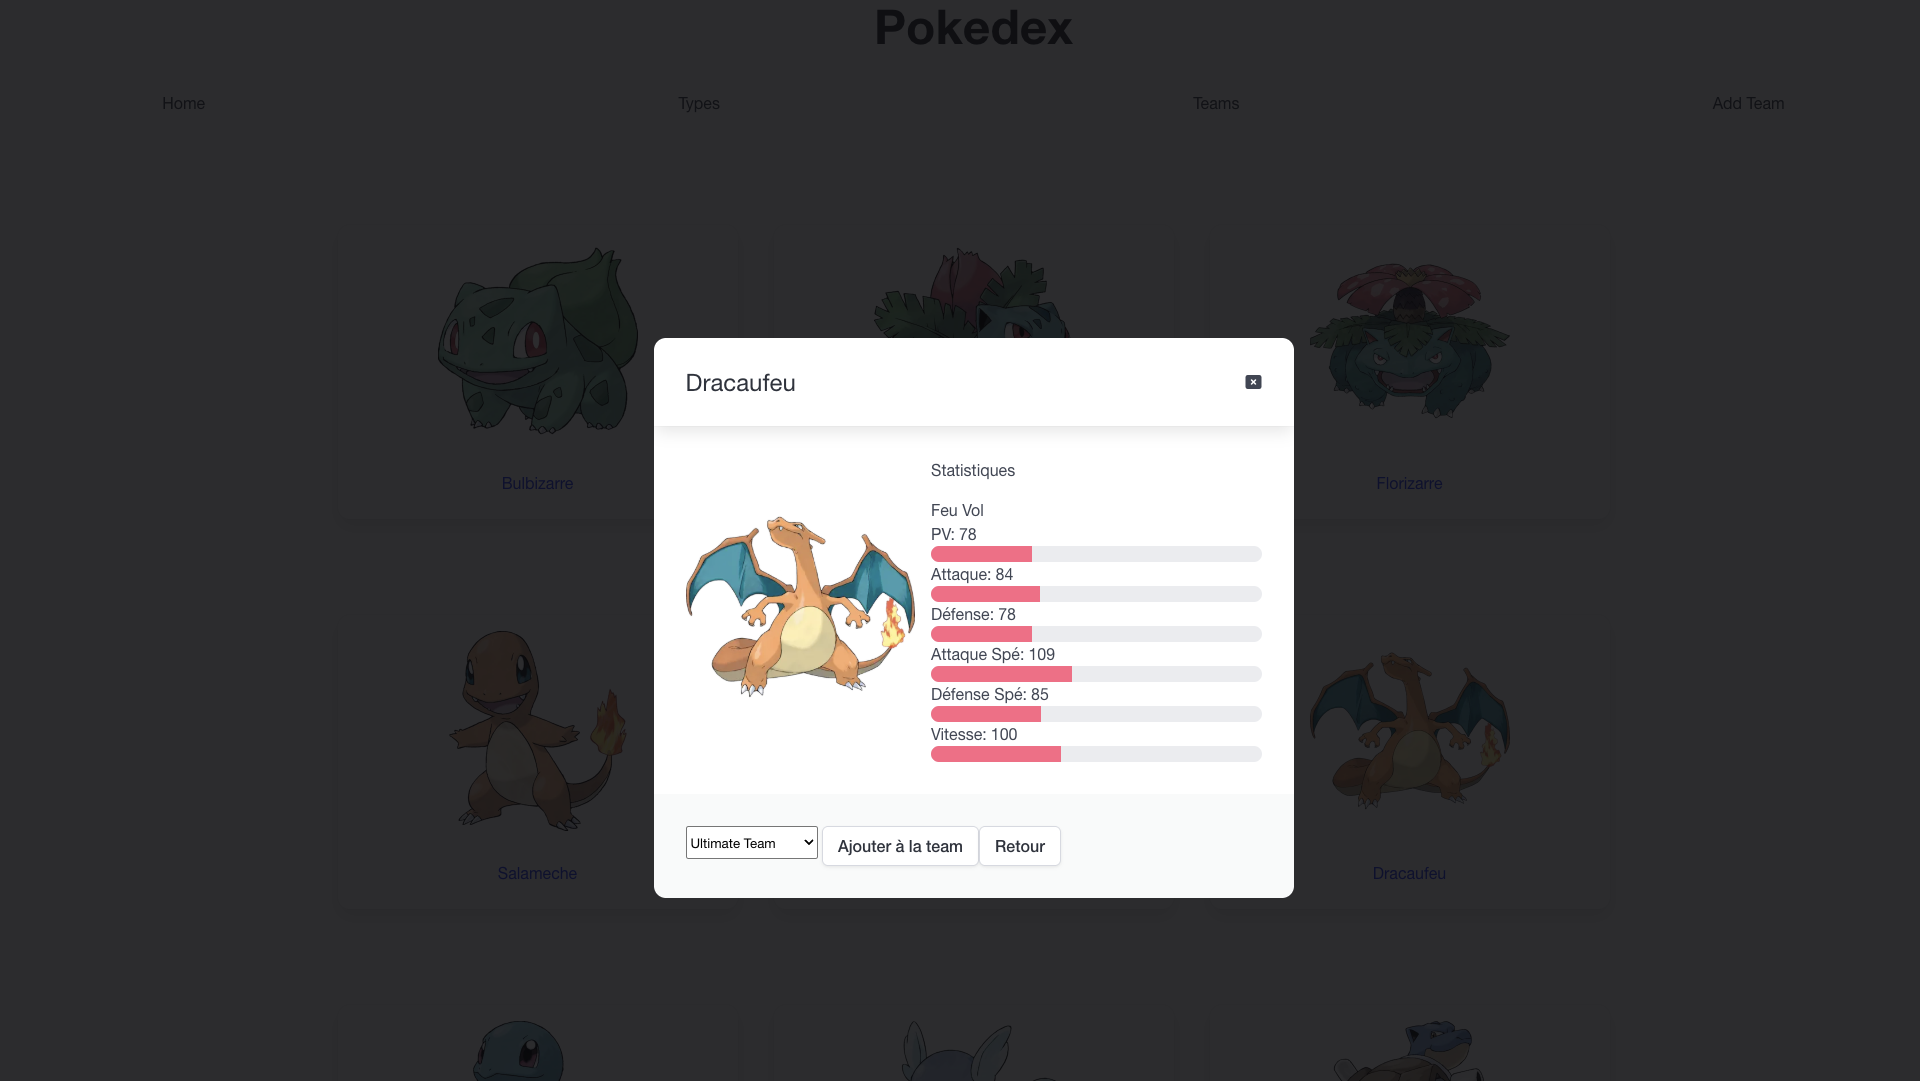 Pokedex
Home Types Teams Add Team
Bulbizarre
Florizarre
Dracaufeu
Statistiques
Feu Vol
PV: 78
Attaque: 84
Défense: 78
Attaque Spé: 109
Défense Spé: 85
Vitesse: 100
Ultimate Team
Ajouter à la team
Retour
Salameche
Dracaufeu